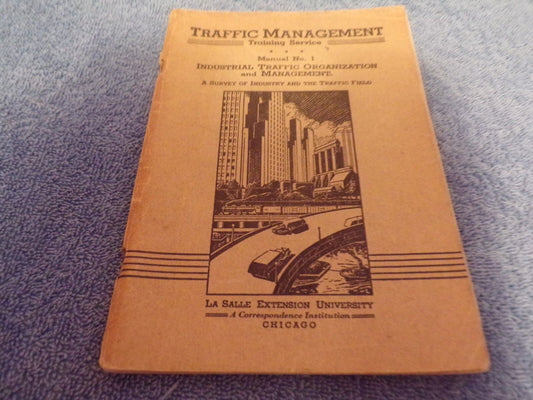 TRAFFIC MANAGEMENT
Training Service
Manual No. 1
INDUSTRIAL TRAFFIC ORGANIZATION
and MANAGEMENT.
A SURVEY OF INDUSTRY AND THE TRAFFIC FIELD
LA SALLE EXTENSION UNIVERSITY
A Correspondence Institution
CHICAGO